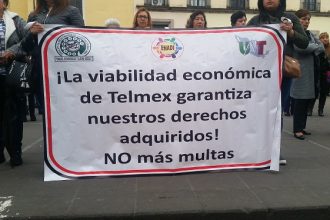 ¡La viabilidad económica
de Telmex garantiza
nuestros derechos
adquiridos!
NO más multas